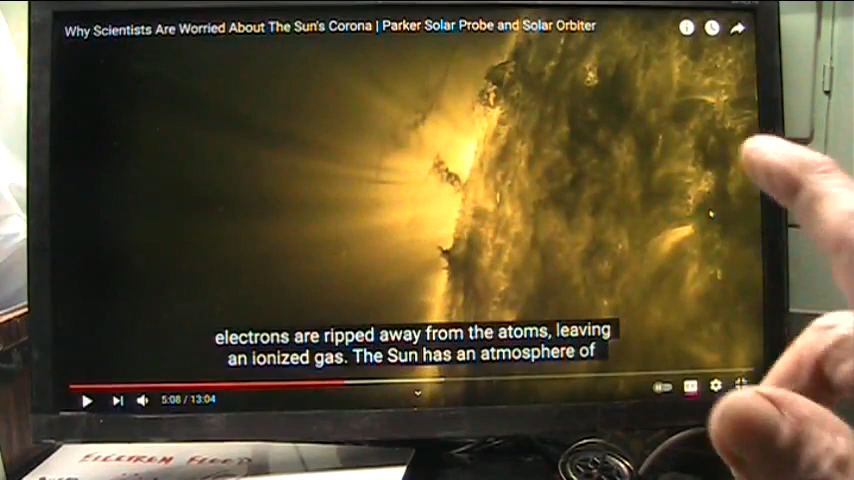 Why Scientists Are Worried About The Sun's Corona | Parker Solar Probe and Solar Orbiter
electrons are ripped away from the atoms, leaving
an ionized gas. The Sun has an atmosphere of
5:08 / 13:04
ELECTRON FLOOD